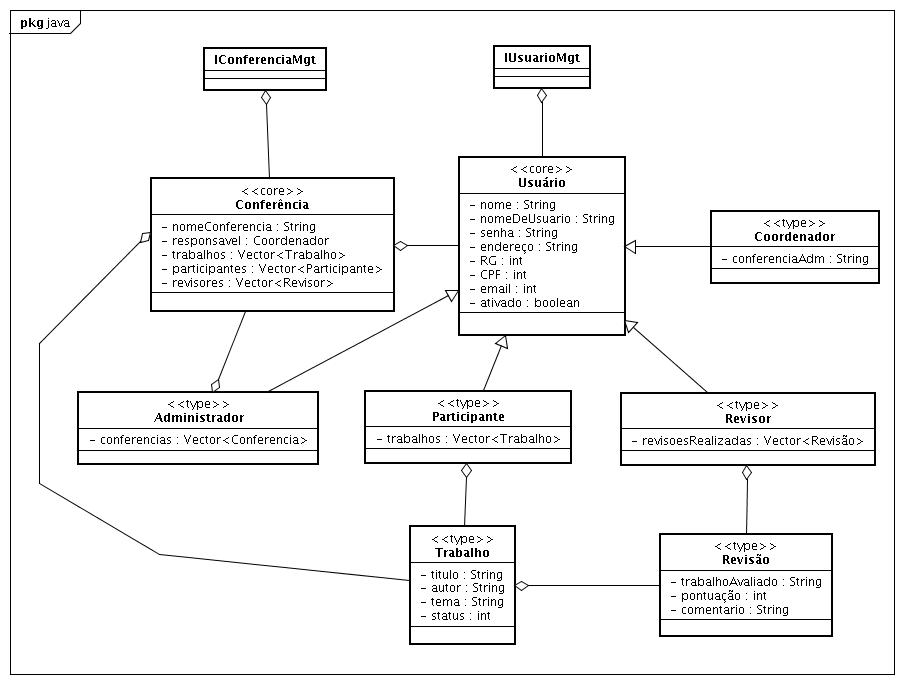 pkg java
IConferenciaMgt
IUsuarioMgt
<<core>>
Conferência
- nomeConferencia : String
- responsavel : Coordenador
- trabalhos : Vector<Trabalho>
- participantes : Vector<Participante>
- revisores : Vector<Revisor>
<<core>>
Usuário
- nome : String
- nomeDeUsuario : String
- senha : String
- endereço : String
- RG : int
- CPF : int
- email : int
- ativado : boolean
<<type>>
Coordenador
- conferenciaAdm : String
<<type>>
Administrador
- conferencias : Vector<Conferencia>
<<type>>
Participante
- trabalhos : Vector<Trabalho>
<<type>>
Revisor
- revisoesRealizadas : Vector<Revisão>
<<type>>
Trabalho
- titulo : String
- autor : String
- tema : String
- status : int
<<type>>
Revisão
- trabalhoAvaliado : String
- pontuação : int
- comentario : String